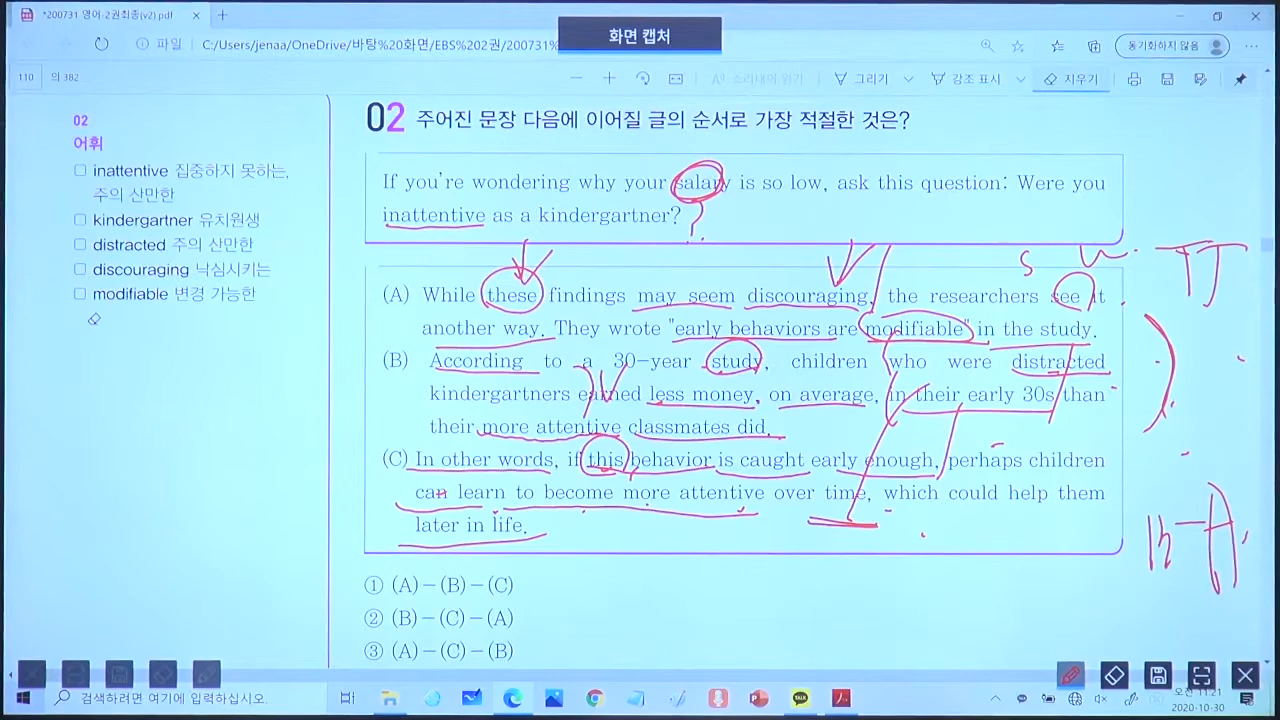 *200731 영어-2권최종(v2).pdf
화면 캡처
파일 C:/Users/jenaa/OneDrive/바탕%20화면/EBS%202권/200731%
동기화하지 않음
110 의 382
소리내어 읽기 그리기 강조 표시 지우기
02
어휘
inattentive 집중하지 못하는,
주의 산만한
kindergartner 유치원생
distracted 주의 산만한
discouraging 낙심시키는
modifiable 변경 가능한
02 주어진 문장 다음에 이어질 글의 순서로 가장 적절한 것은?
If you're wondering why your salary is so low, ask this question: Were you
inattentive as a kindergartner?
(A) While these findings may seem discouraging, the researchers see it
another way. They wrote "early behaviors are modifiable" in the study.
(B) According to a 30-year study, children who were distracted
kindergartners earned less money, on average, in their early 30s than
their more attentive classmates did.
(C) In other words, if this behavior is caught early enough, perhaps children
can learn to become more attentive over time, which could help them
later in life.
① (A)-(B)-(C)
② (B)-(C)-(A)
③ (A)-(C)-(B)
검색하려면 여기에 입력하십시오.
오전 11:21
2020-10-30